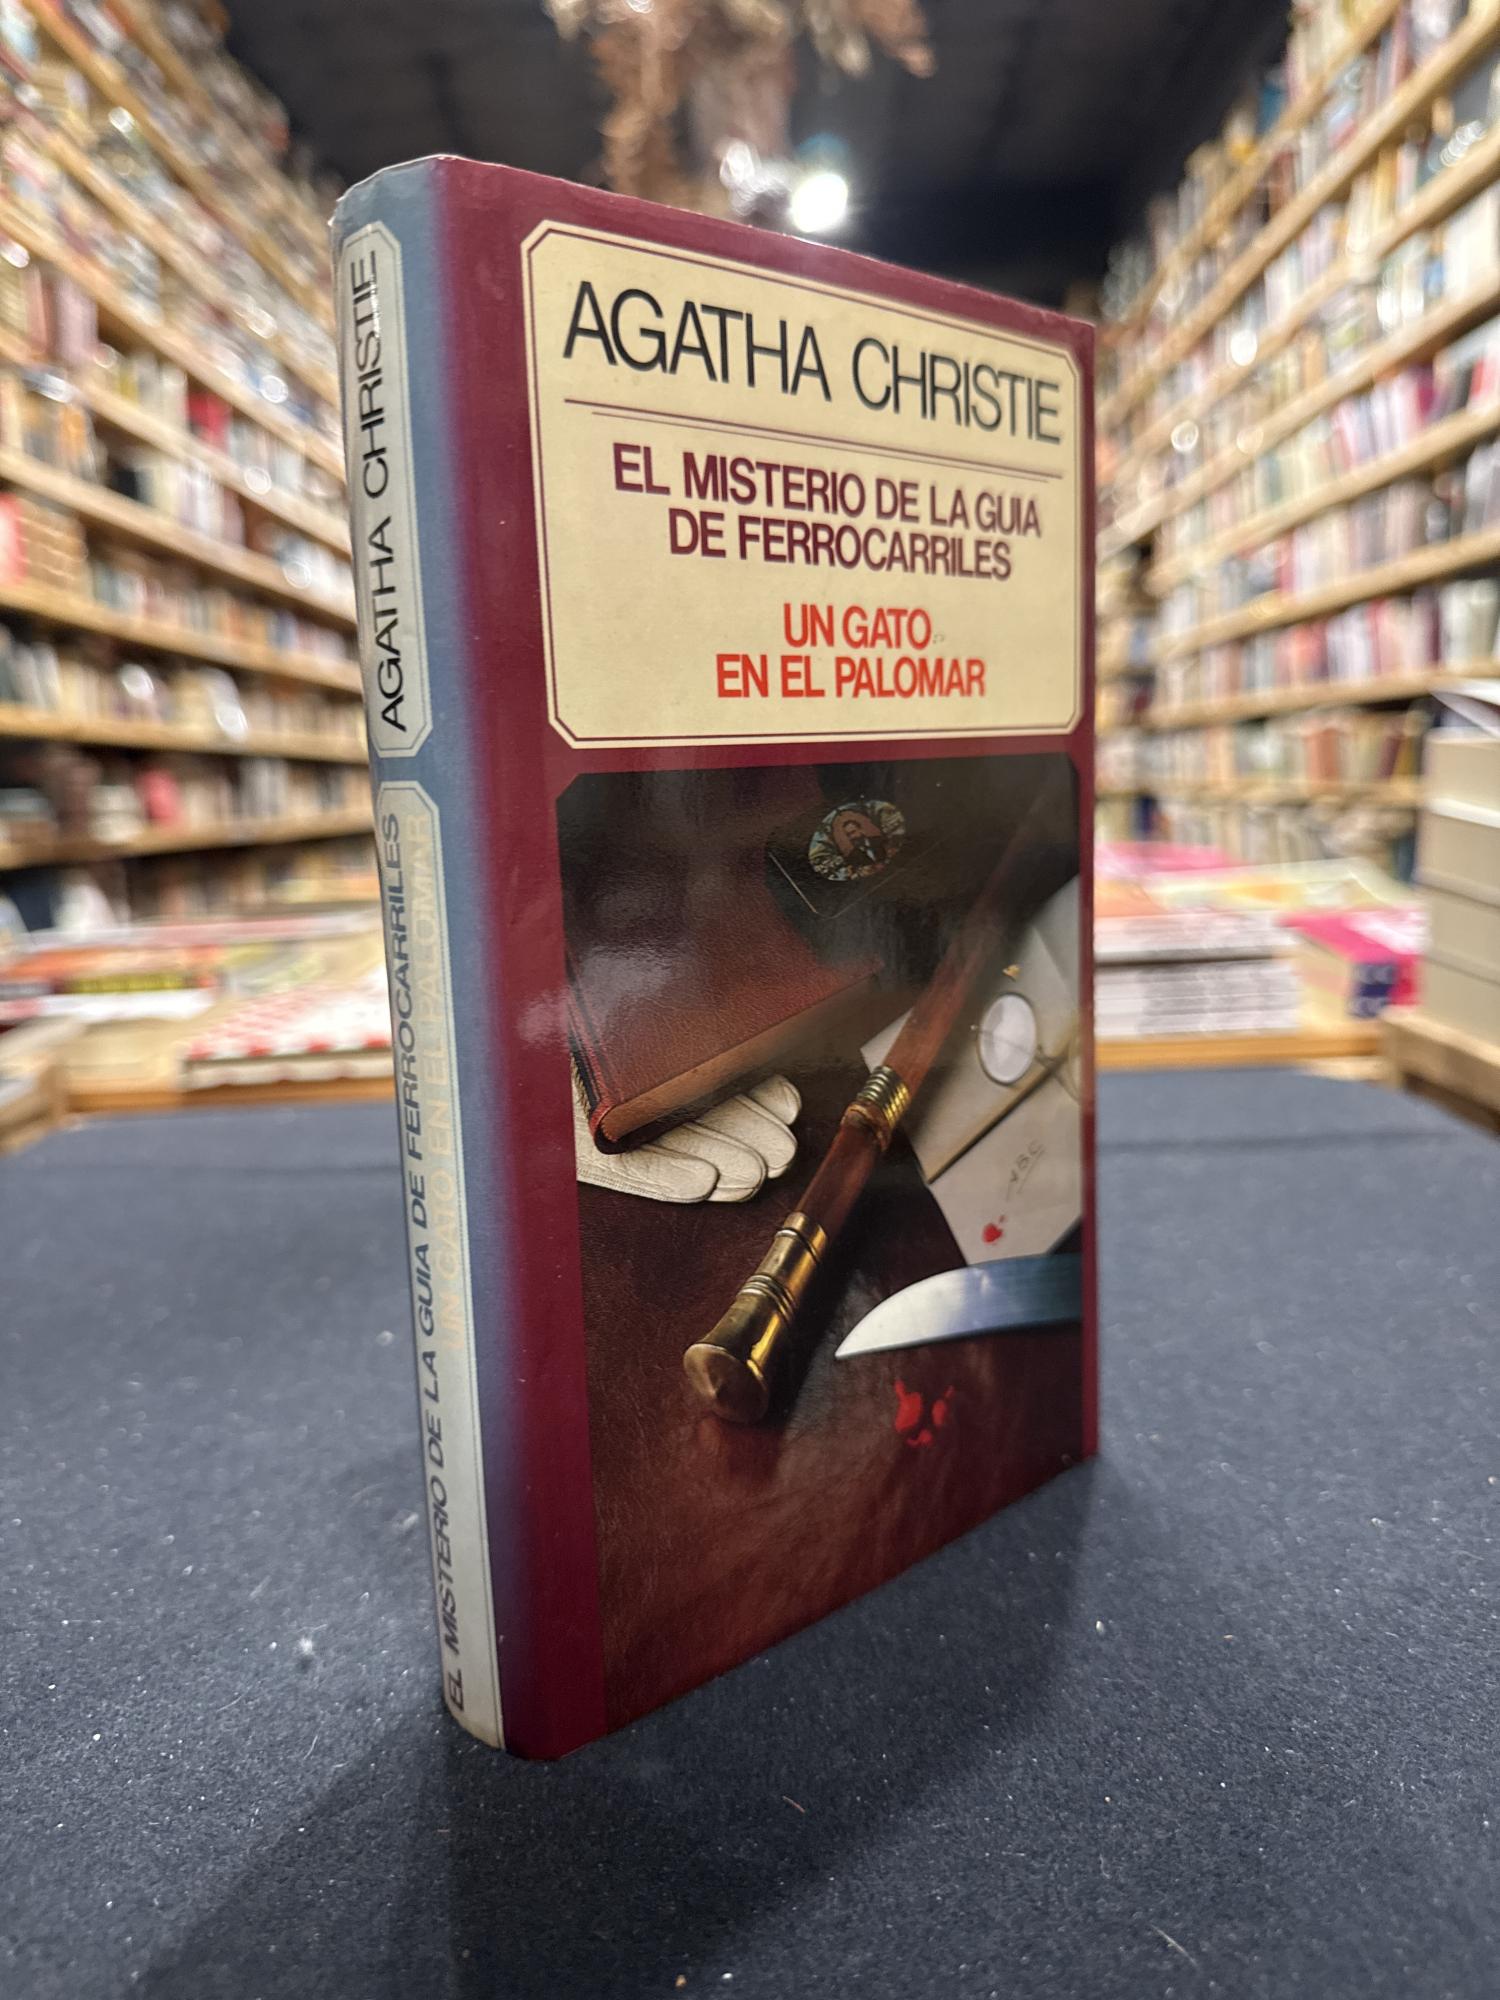 AGATHA CHRISTIE
EL MISTERIO DE LA GUIA
DE FERROCARRILES
UN GATO
EN EL PALOMAR
ABC
AGATHA CHRISTIE
EL MISTERIO DE LA GUIA DE FERROCARRILES
UN GATO EN EL PALOMAR